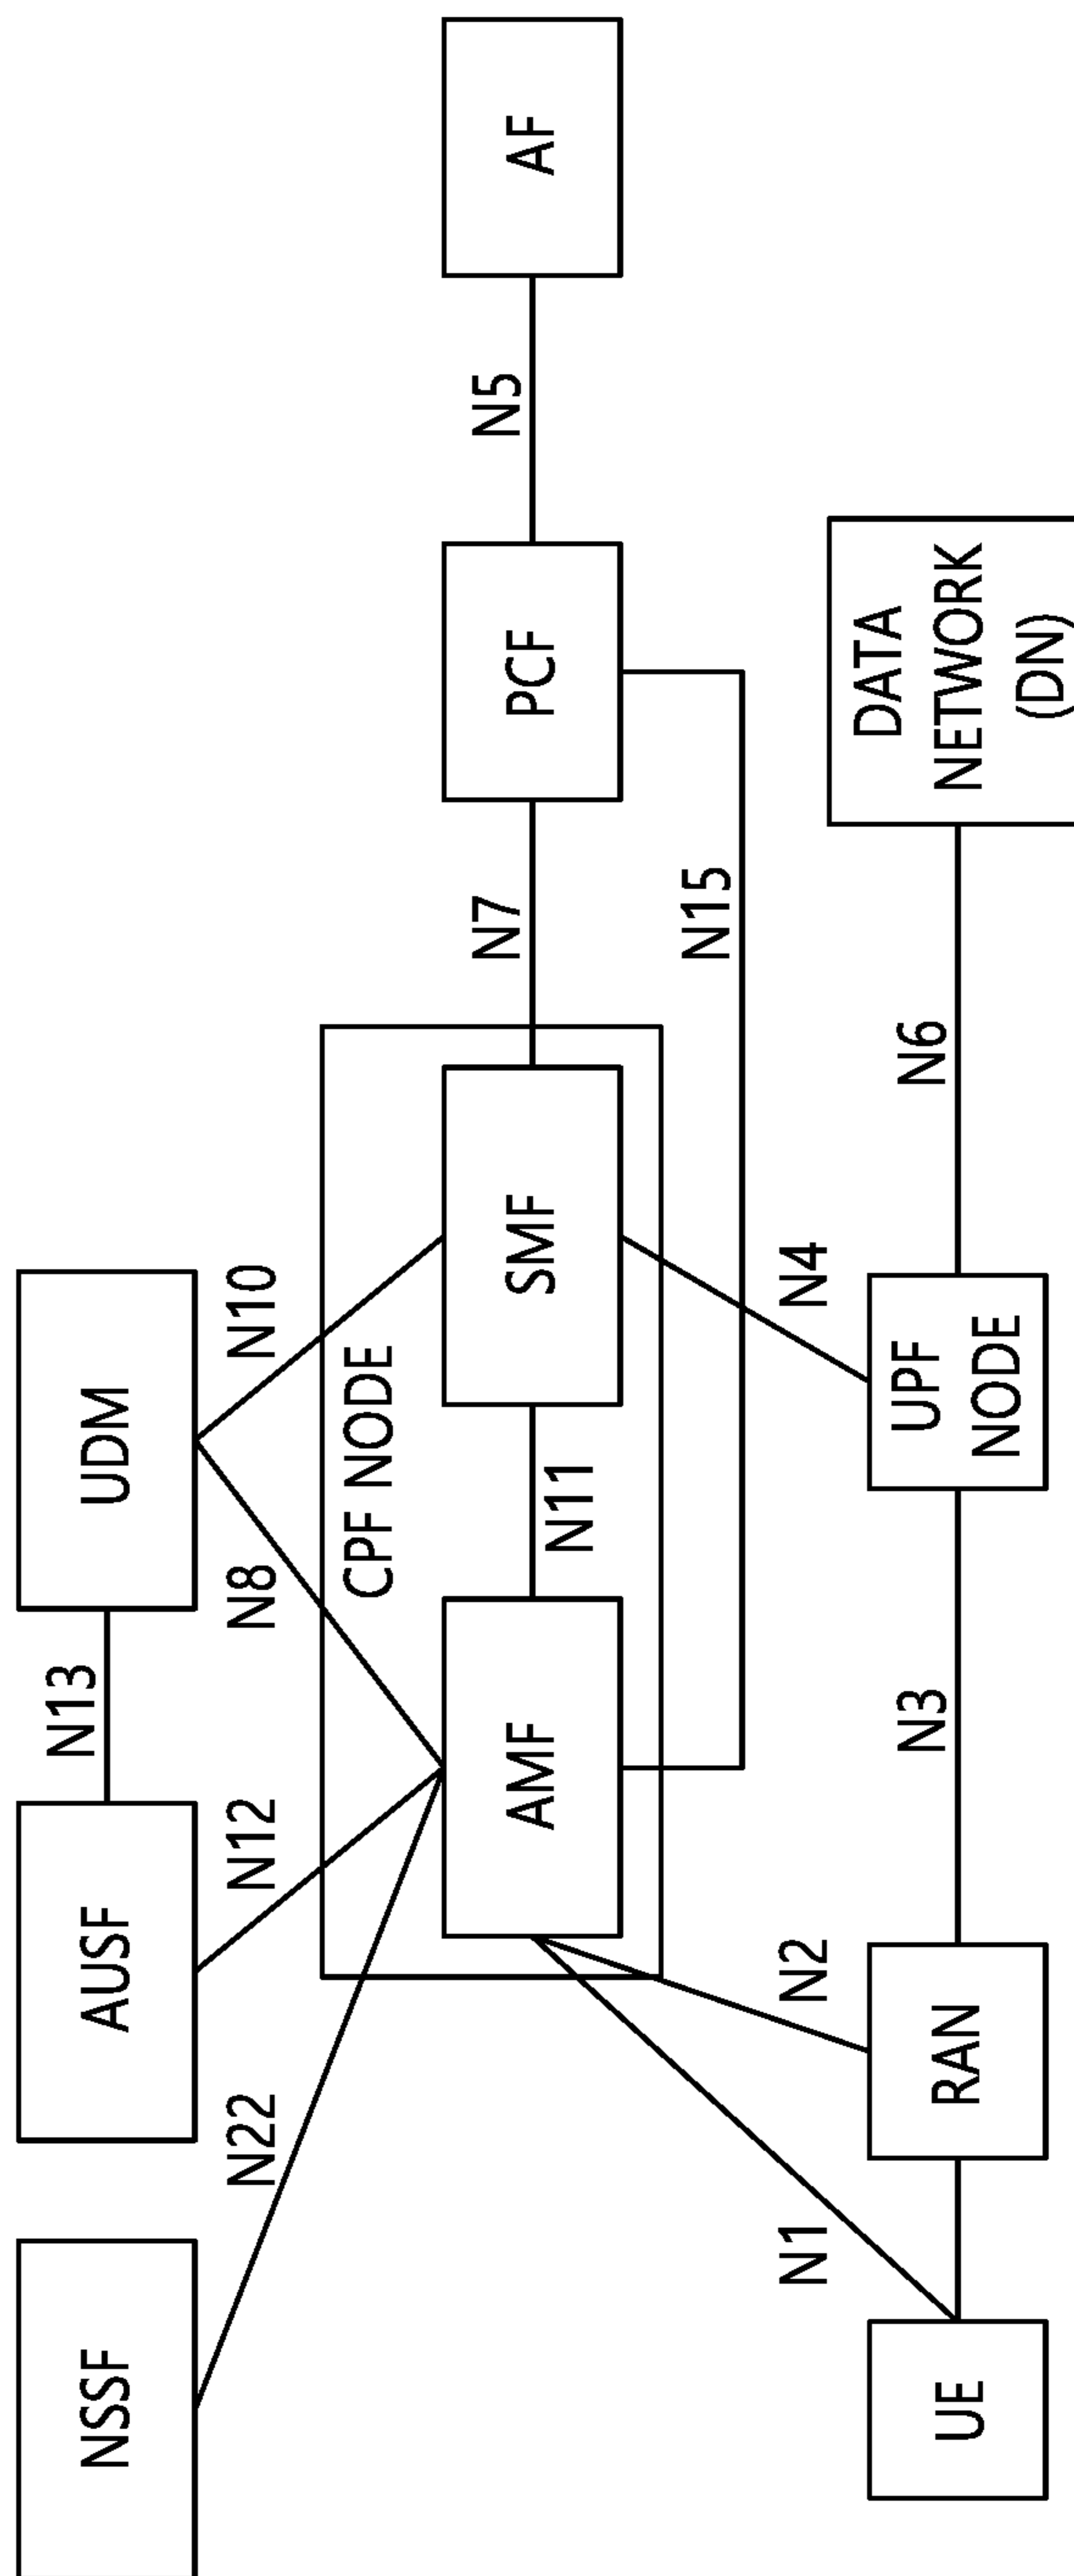 NSSF
AUSF
N13
UDM
N22
N12
N8
N10
CPF NODE
AMF
N11
SMF
N7
PCF
N5
AF
N15
N1
N2
N4
UE
RAN
N3
UPF
NODE
N6
DATA
NETWORK
(DN)